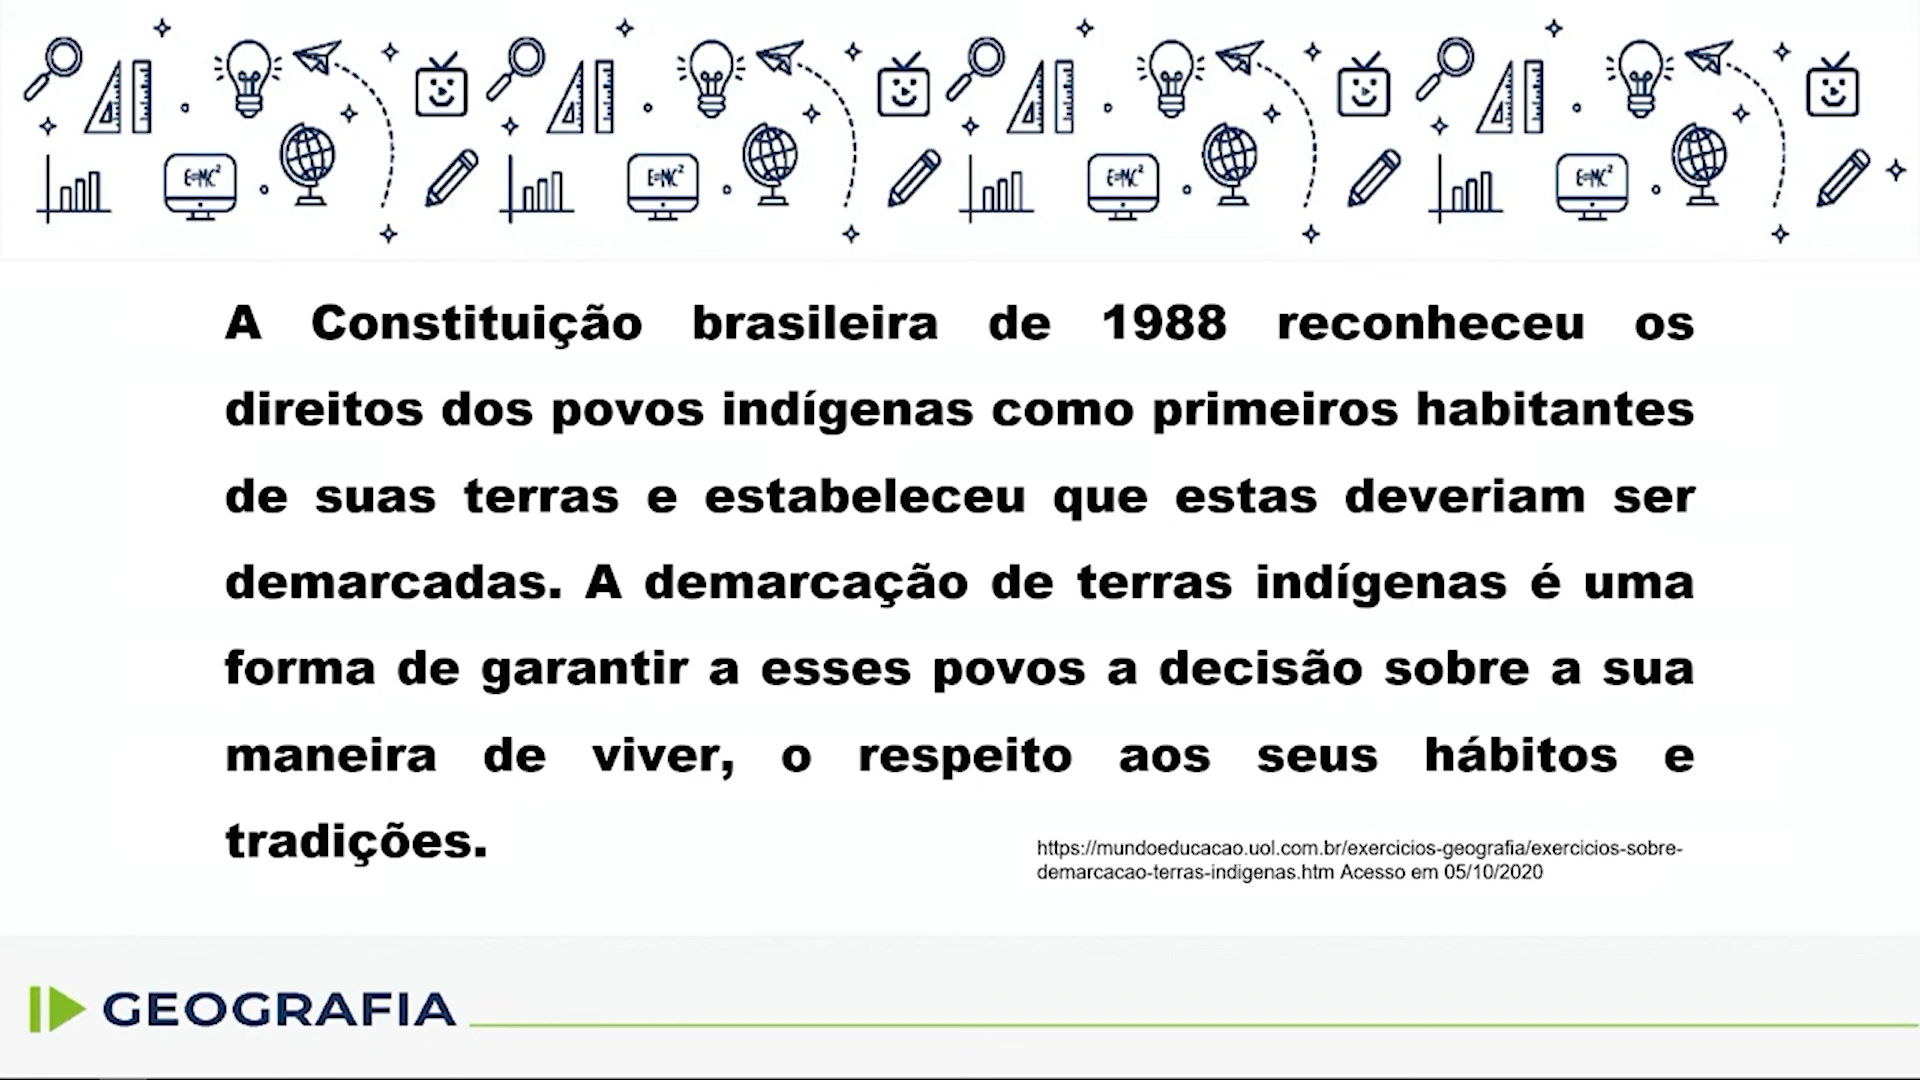 E=MC²
E=MC²
E=MC²
E=MC²
A Constituição brasileira de 1988 reconheceu os
direitos dos povos indígenas como primeiros habitantes
de suas terras e estabeleceu que estas deveriam ser
demarcadas. A demarcação de terras indígenas é uma
forma de garantir a esses povos a decisão sobre a sua
maneira de viver, o respeito aos seus hábitos e
tradições.
https://mundoeducacao.uol.com.br/exercicios-geografia/exercicios-sobre-
demarcacao-terras-indigenas.htm Acesso em 05/10/2020
GEOGRAFIA